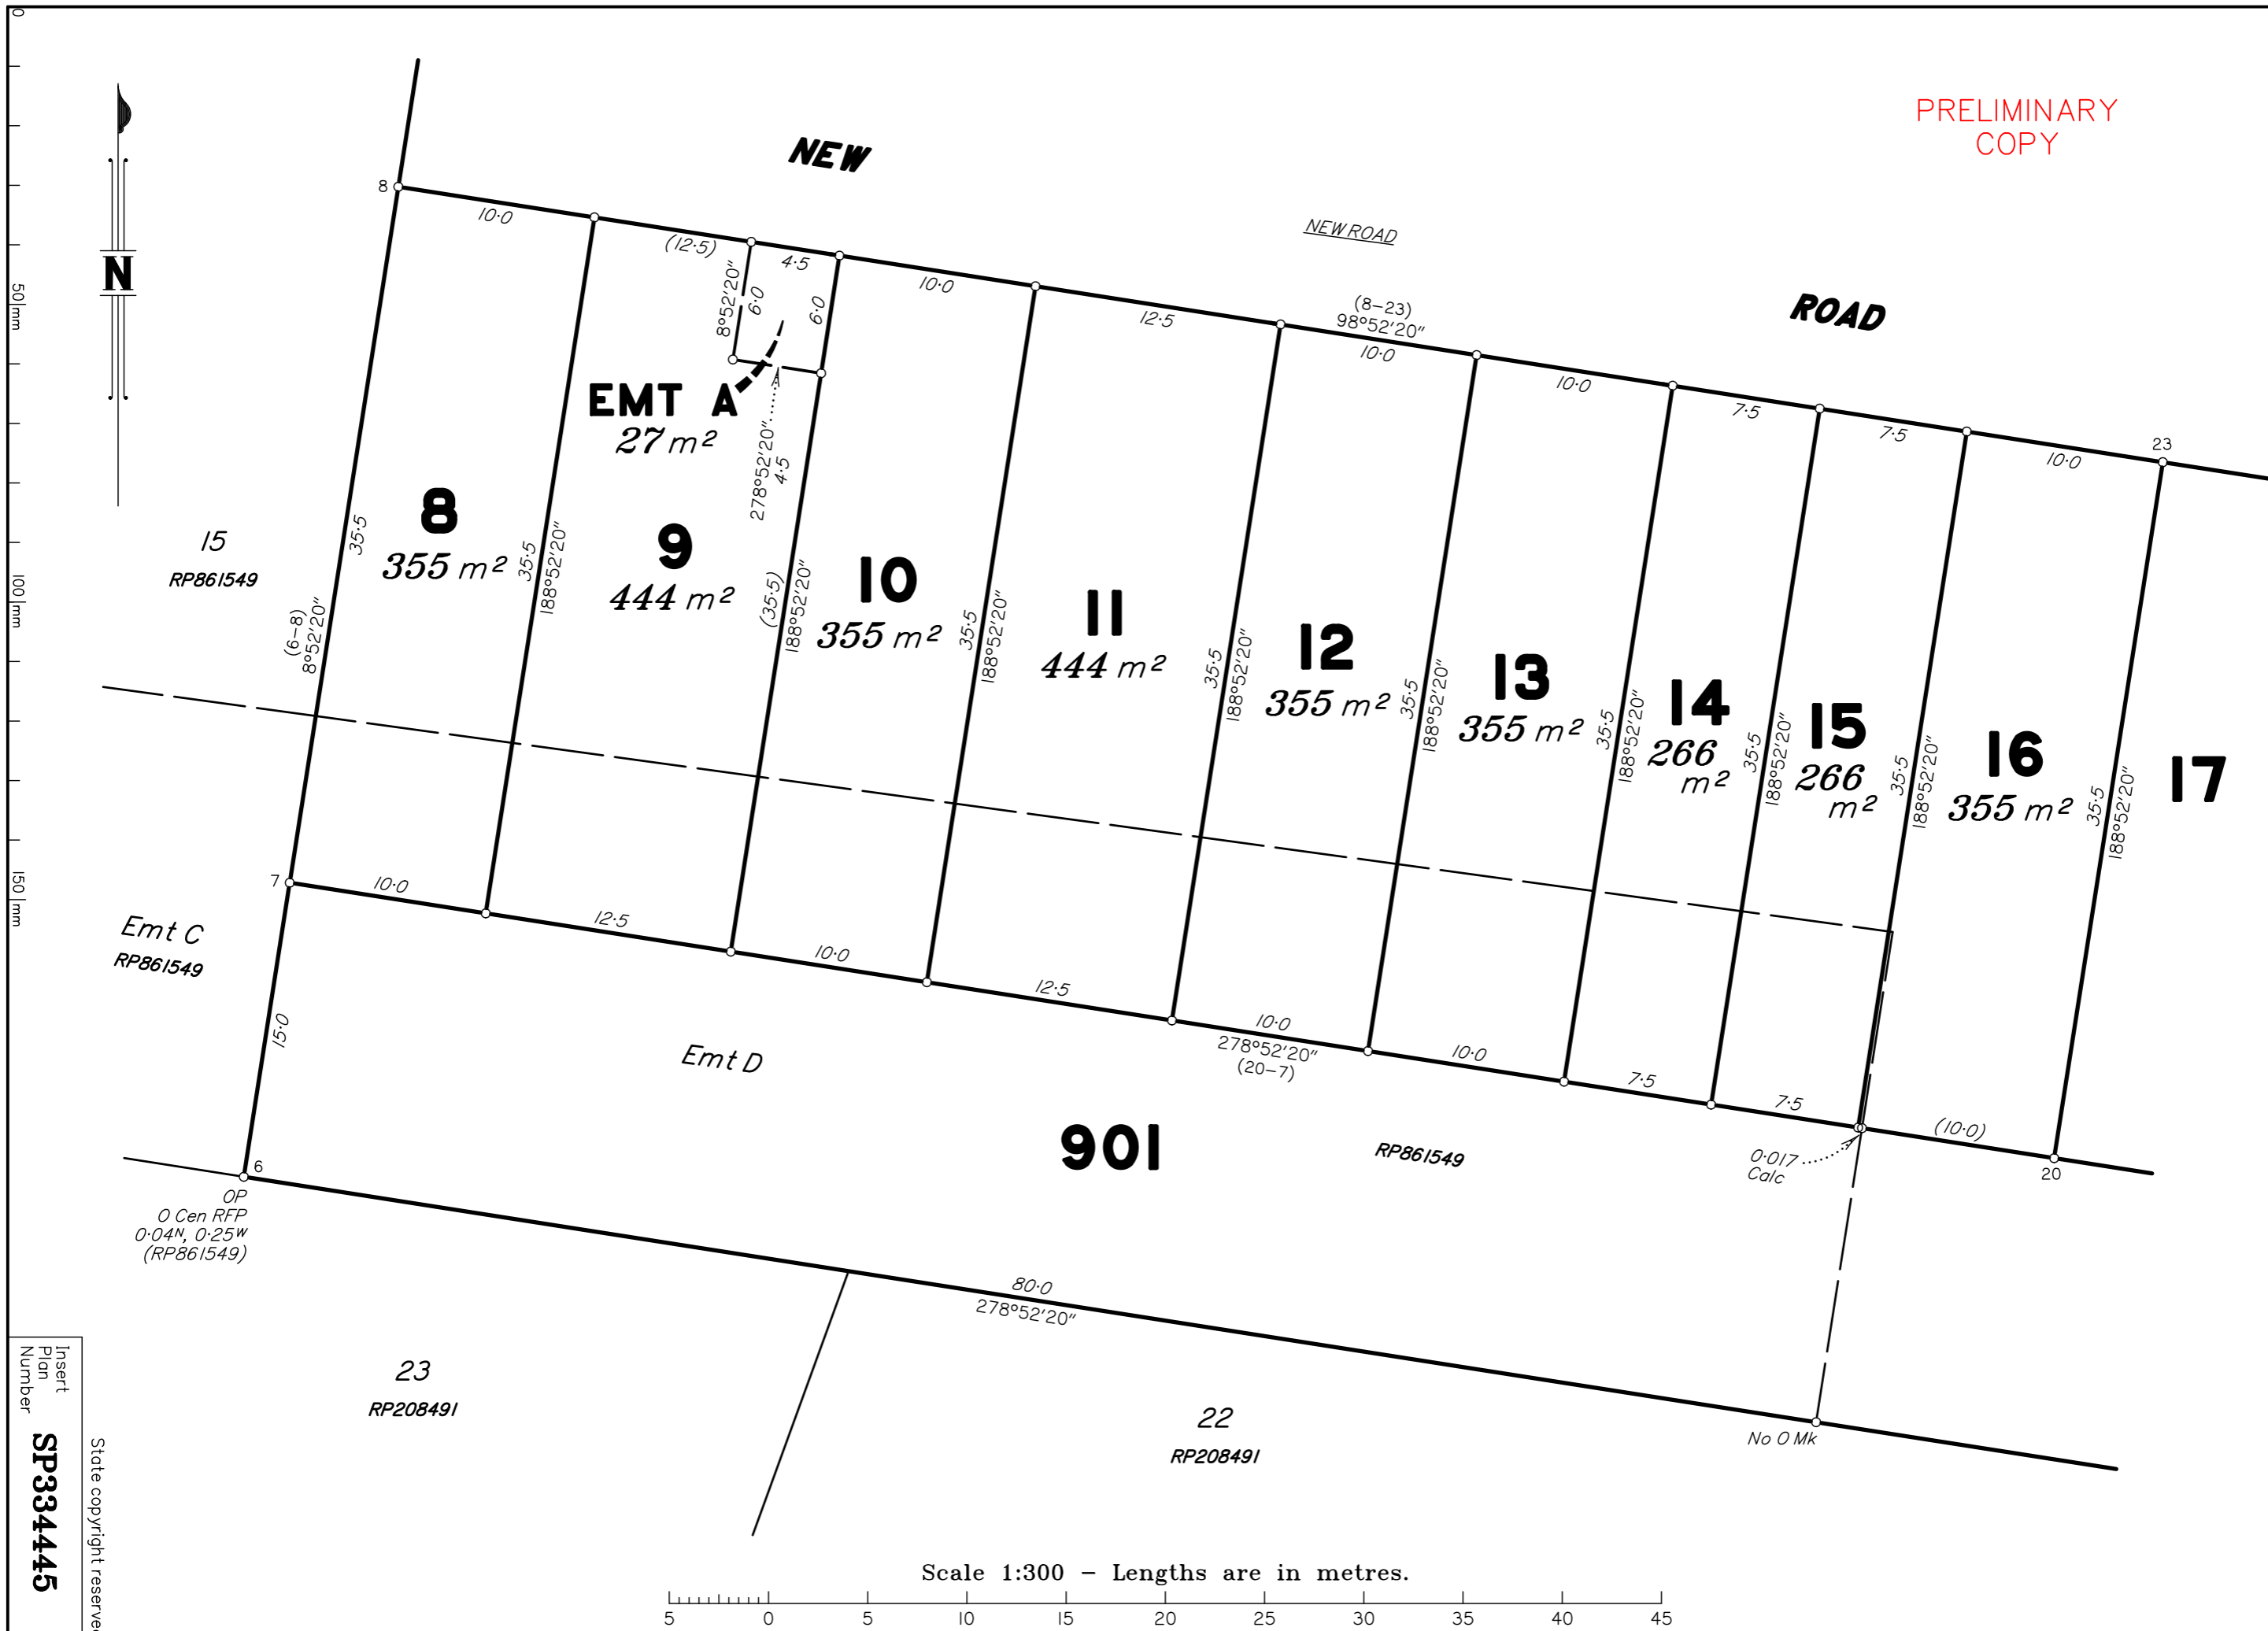 PRELIMINARY
COPY
NEW
NEW ROAD
ROAD
N
0
50 mm
100 mm
150 mm
8
10·0
(12·5)
4·5
10·0
12·5
(8-23)
98°52'20"
10·0
10·0
7·5
7·5
10·0
23
8°52'20"
6·0
6·0
EMT A
27 m²
278°52'20"
4·5
15
RP861549
(6-8)
8°52'20"
35·5
8
355 m²
35·5
188°52'20"
9
444 m²
(35·5)
188°52'20"
10
355 m²
35·5
188°52'20"
11
444 m²
35·5
188°52'20"
12
355 m²
35·5
188°52'20"
13
355 m²
35·5
188°52'20"
14
266
m²
35·5
188°52'20"
15
266
m²
35·5
188°52'20"
16
355 m²
35·5
188°52'20"
17
7
10·0
12·5
10·0
12·5
10·0
278°52'20"
(20-7)
10·0
7·5
7·5
(10·0)
20
0·017
Calc
Emt C
RP861549
15·0
Emt D
901
RP861549
6
OP
O Cen RFP
0·04N, 0·25W
(RP861549)
80·0
278°52'20"
No O Mk
23
RP208491
22
RP208491
Scale 1:300 – Lengths are in metres.
5 0 5 10 15 20 25 30 35 40 45
Insert
Plan
Number
SP334445
State copyright reserved